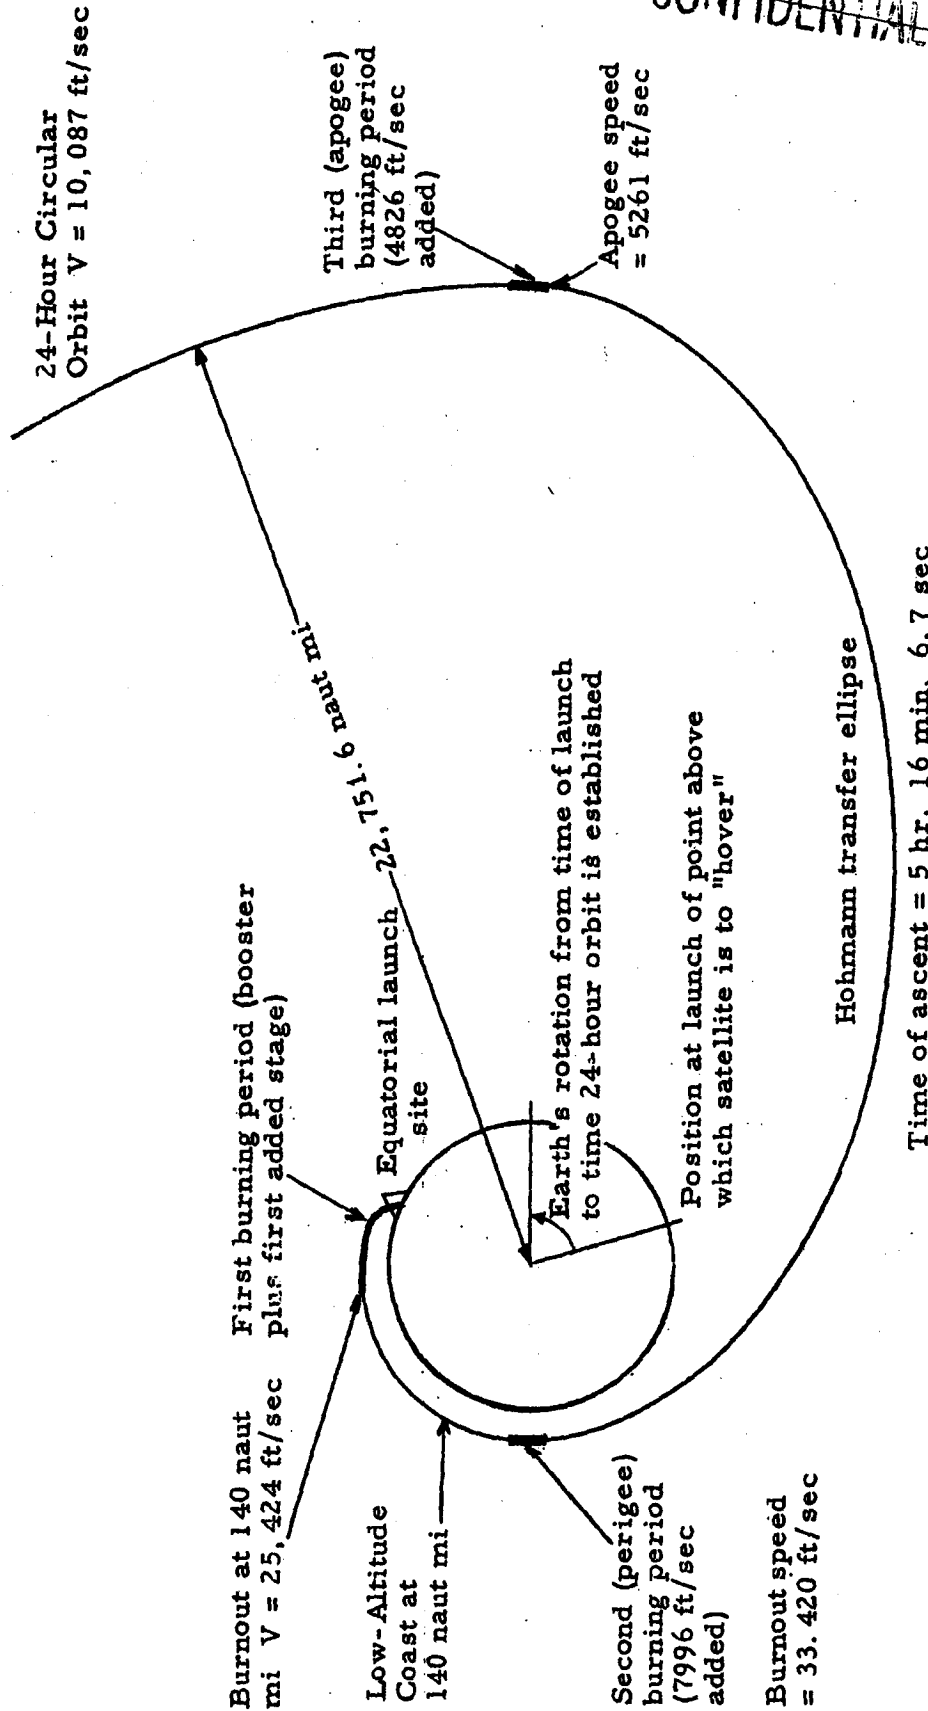 CONFIDENTIAL
24-Hour Circular
Orbit V = 10,087 ft/sec
Third (apogee)
burning period
(4826 ft/sec
added)
Apogee speed
= 5261 ft/sec
22,751.6 naut mi
First burning period (booster
plus first added stage)
Burnout at 140 naut
mi V = 25,424 ft/sec
Equatorial launch
site
Low-Altitude
Coast at
140 naut mi
Earth's rotation from time of launch
to time 24-hour orbit is established
Position at launch of point above
which satellite is to "hover"
Second (perigee)
burning period
(7996 ft/sec
added)
Burnout speed
= 33.420 ft/sec
Hohmann transfer ellipse
Time of ascent = 5 hr, 16 min, 6.7 sec